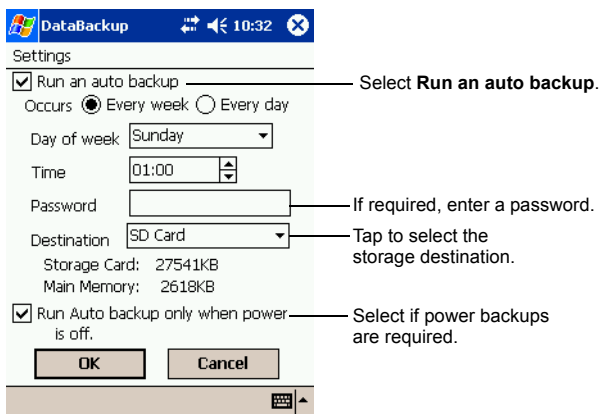 DataBackup 10:32
Settings
Run an auto backup
Select Run an auto backup.
Occurs Every week Every day
Day of week Sunday
Time 01:00
Password
If required, enter a password.
Destination SD Card
Tap to select the
storage destination.
Storage Card: 27541KB
Main Memory: 2618KB
Run Auto backup only when power
is off.
Select if power backups
are required.
OK Cancel